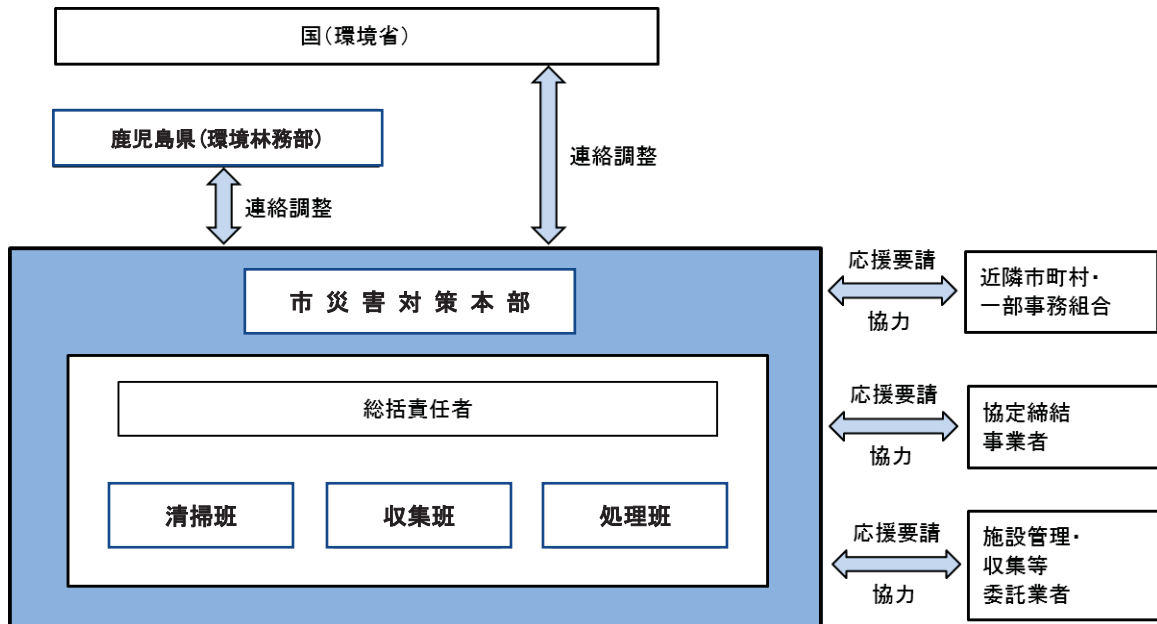 国（環境省）
鹿児島県（環境林務部）
連絡調整
連絡調整
市災害対策本部
総括責任者
清掃班
収集班
処理班
応援要請
協力
近隣市町村・
一部事務組合
応援要請
協力
協定締結
事業者
応援要請
協力
施設管理・
収集等
委託業者